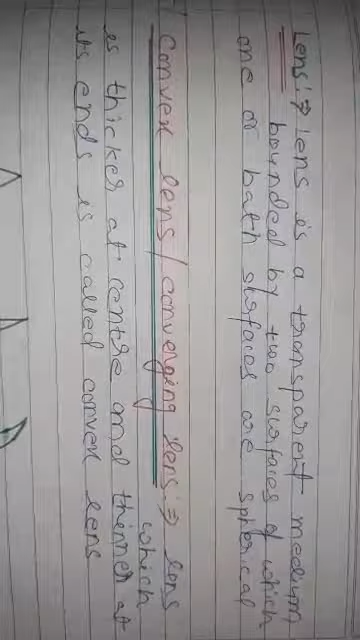 Lens:⇒ Lens is a transparent medium
bounded by two surfaces of which
one or bath surfaces are spherical
Convex lens/converging lens:⇒ lens
which
is thicker at centre and thinner at
its ends is called convex lens